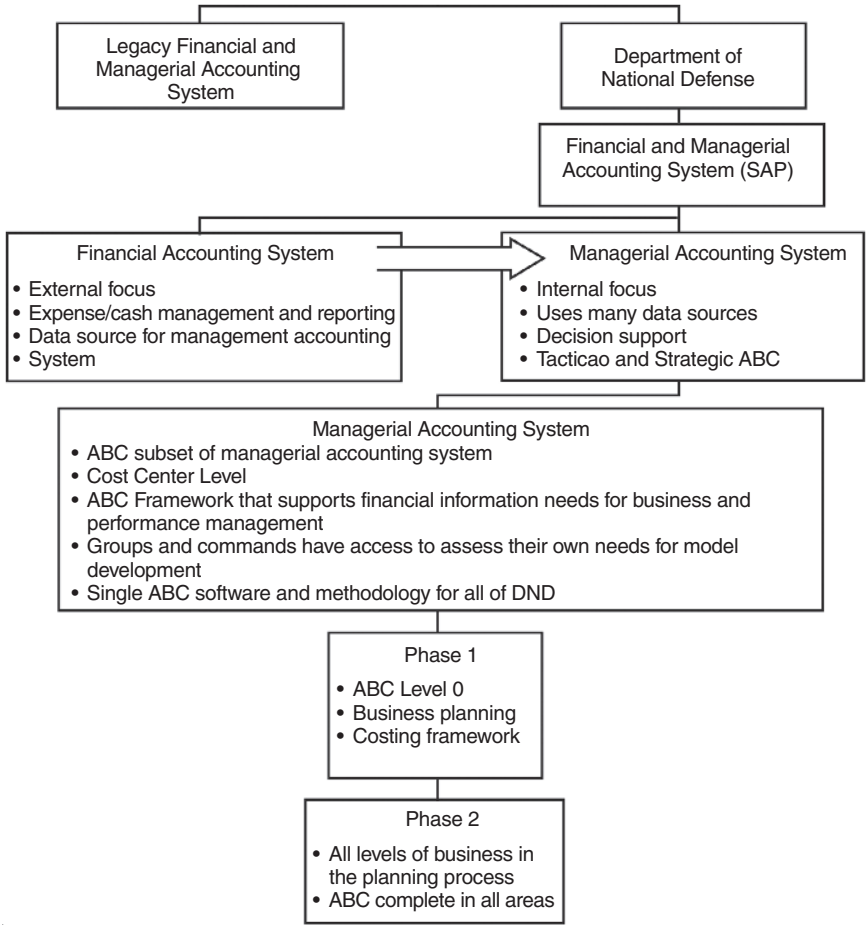 Legacy Financial and
Managerial Accounting
System
Department of
National Defense
Financial and Managerial
Accounting System (SAP)
Financial Accounting System
• External focus
• Expense/cash management and reporting
• Data source for management accounting
• System
Managerial Accounting System
• Internal focus
• Uses many data sources
• Decision support
• Tacticao and Strategic ABC
Managerial Accounting System
• ABC subset of managerial accounting system
• Cost Center Level
• ABC Framework that supports financial information needs for business and
performance management
• Groups and commands have access to assess their own needs for model
development
• Single ABC software and methodology for all of DND
Phase 1
• ABC Level 0
• Business planning
• Costing framework
Phase 2
• All levels of business in
the planning process
• ABC complete in all areas